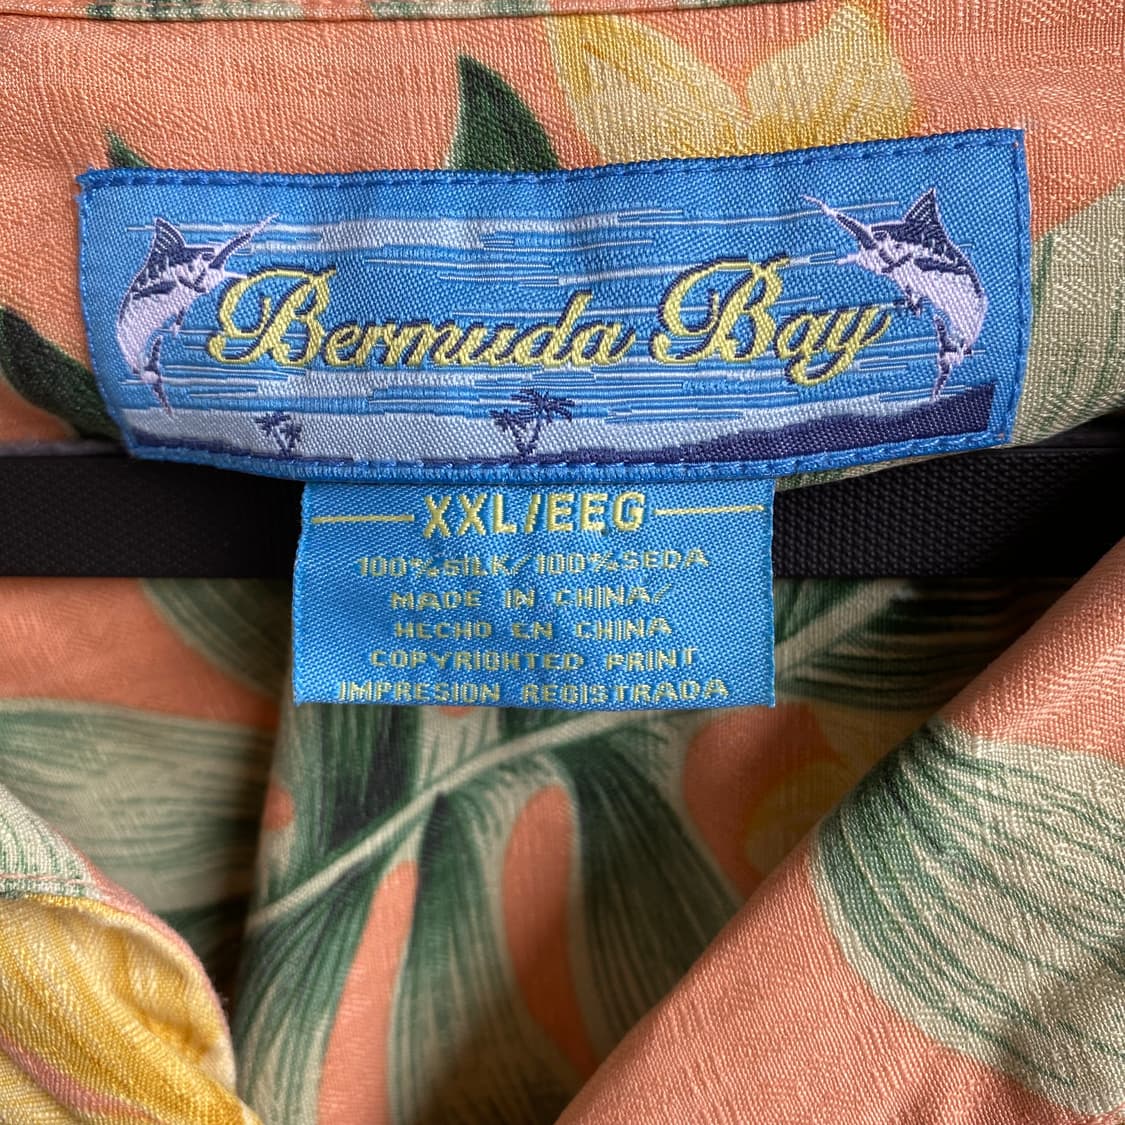 Bermuda Bay
XXL/EEG
100%SILK/100%SEDA
MADE IN CHINA/
HECHO EN CHINA
COPYRIGHTED PRINT
IMPRESION REGISTRADA